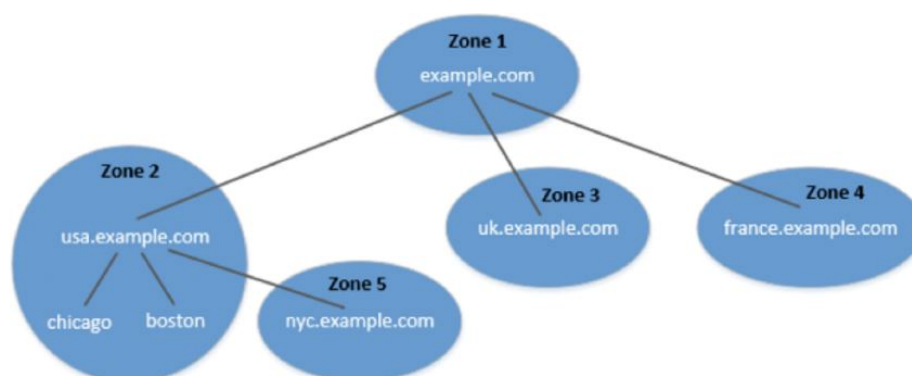 Zone 1
example.com
Zone 2
usa.example.com
chicago
boston
Zone 3
uk.example.com
Zone 4
france.example.com
Zone 5
nyc.example.com